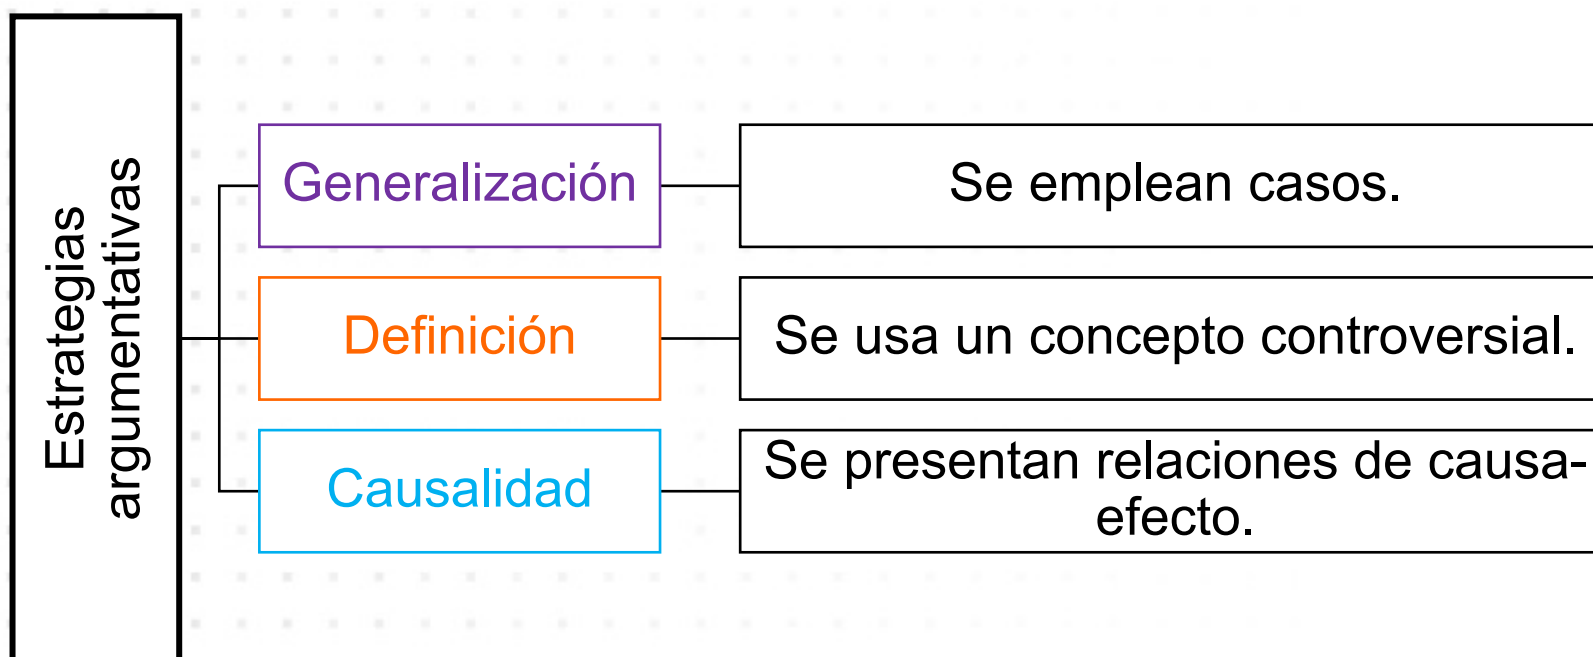 Estrategias
argumentativas
Generalización
Se emplean casos.
Definición
Se usa un concepto controversial.
Causalidad
Se presentan relaciones de causa-
efecto.